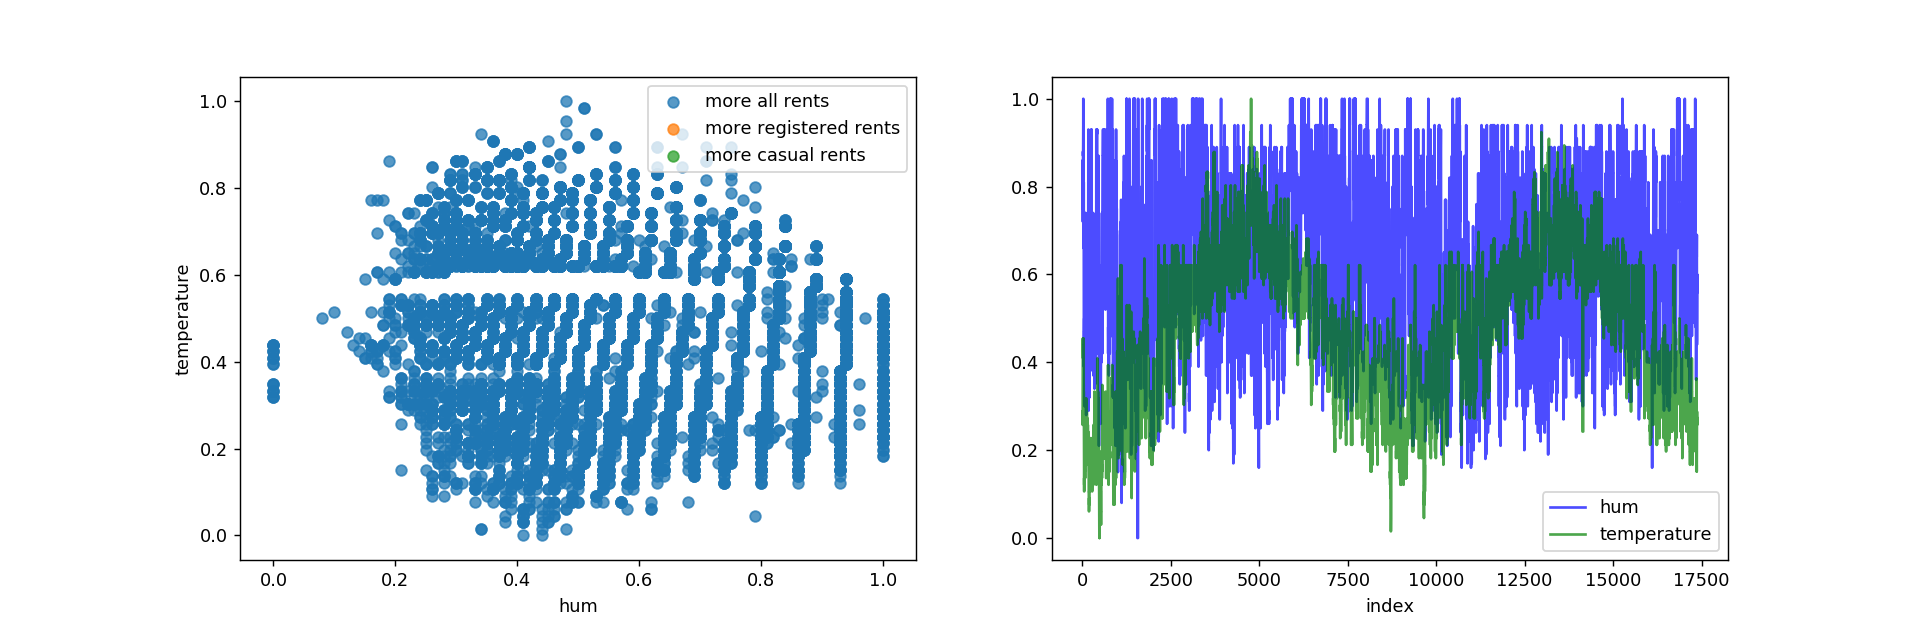 more all rents
more registered rents
more casual rents
1.0
0.8
0.6
0.4
0.2
0.0
temperature
0.0 0.2 0.4 0.6 0.8 1.0
hum
1.0
0.8
0.6
0.4
0.2
0.0
hum
temperature
0 2500 5000 7500 10000 12500 15000 17500
index